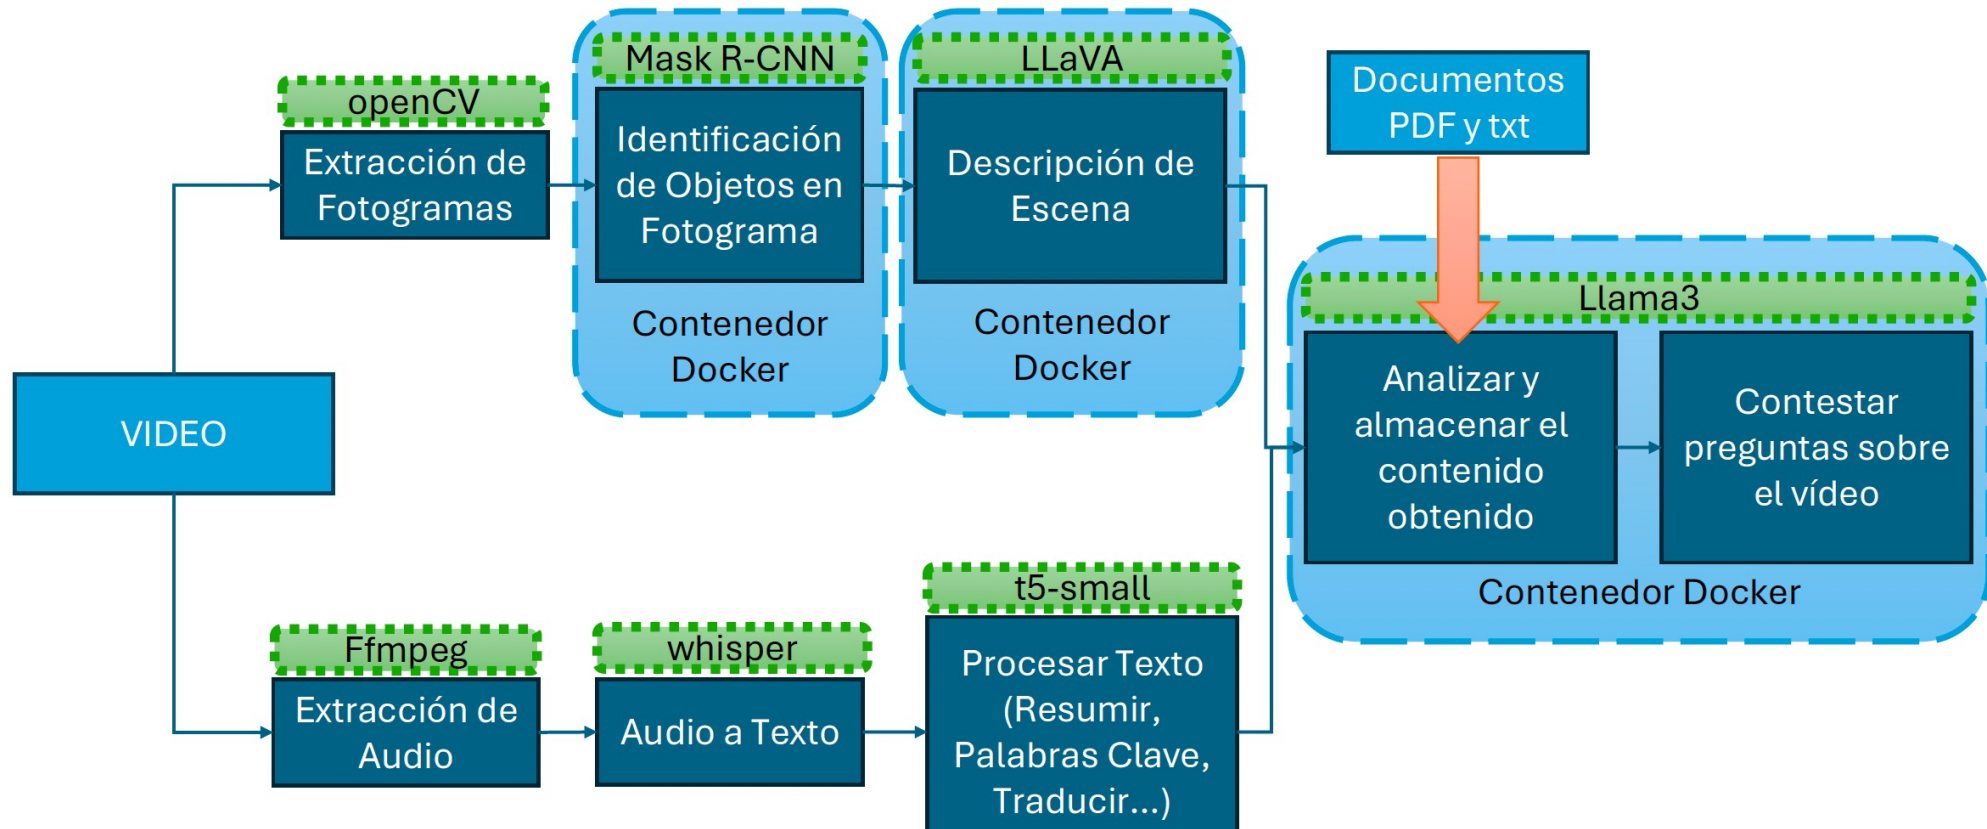 VIDEO
openCV
Extracción de
Fotogramas
Mask R-CNN
Identificación
de Objetos en
Fotograma
Contenedor
Docker
LLaVA
Descripción de
Escena
Contenedor
Docker
Ffmpeg
Extracción de
Audio
whisper
Audio a Texto
t5-small
Procesar Texto
(Resumir,
Palabras Clave,
Traducir...)
Documentos
PDF y txt
Llama3
Analizar y
almacenar el
contenido
obtenido
Contestar
preguntas sobre
el vídeo
Contenedor Docker